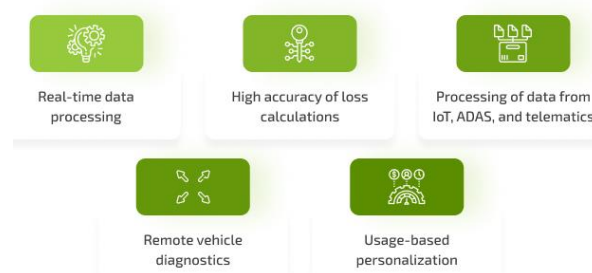 Real-time data
processing
High accuracy of loss
calculations
Processing of data from
IoT, ADAS, and telematics
Remote vehicle
diagnostics
Usage-based
personalization